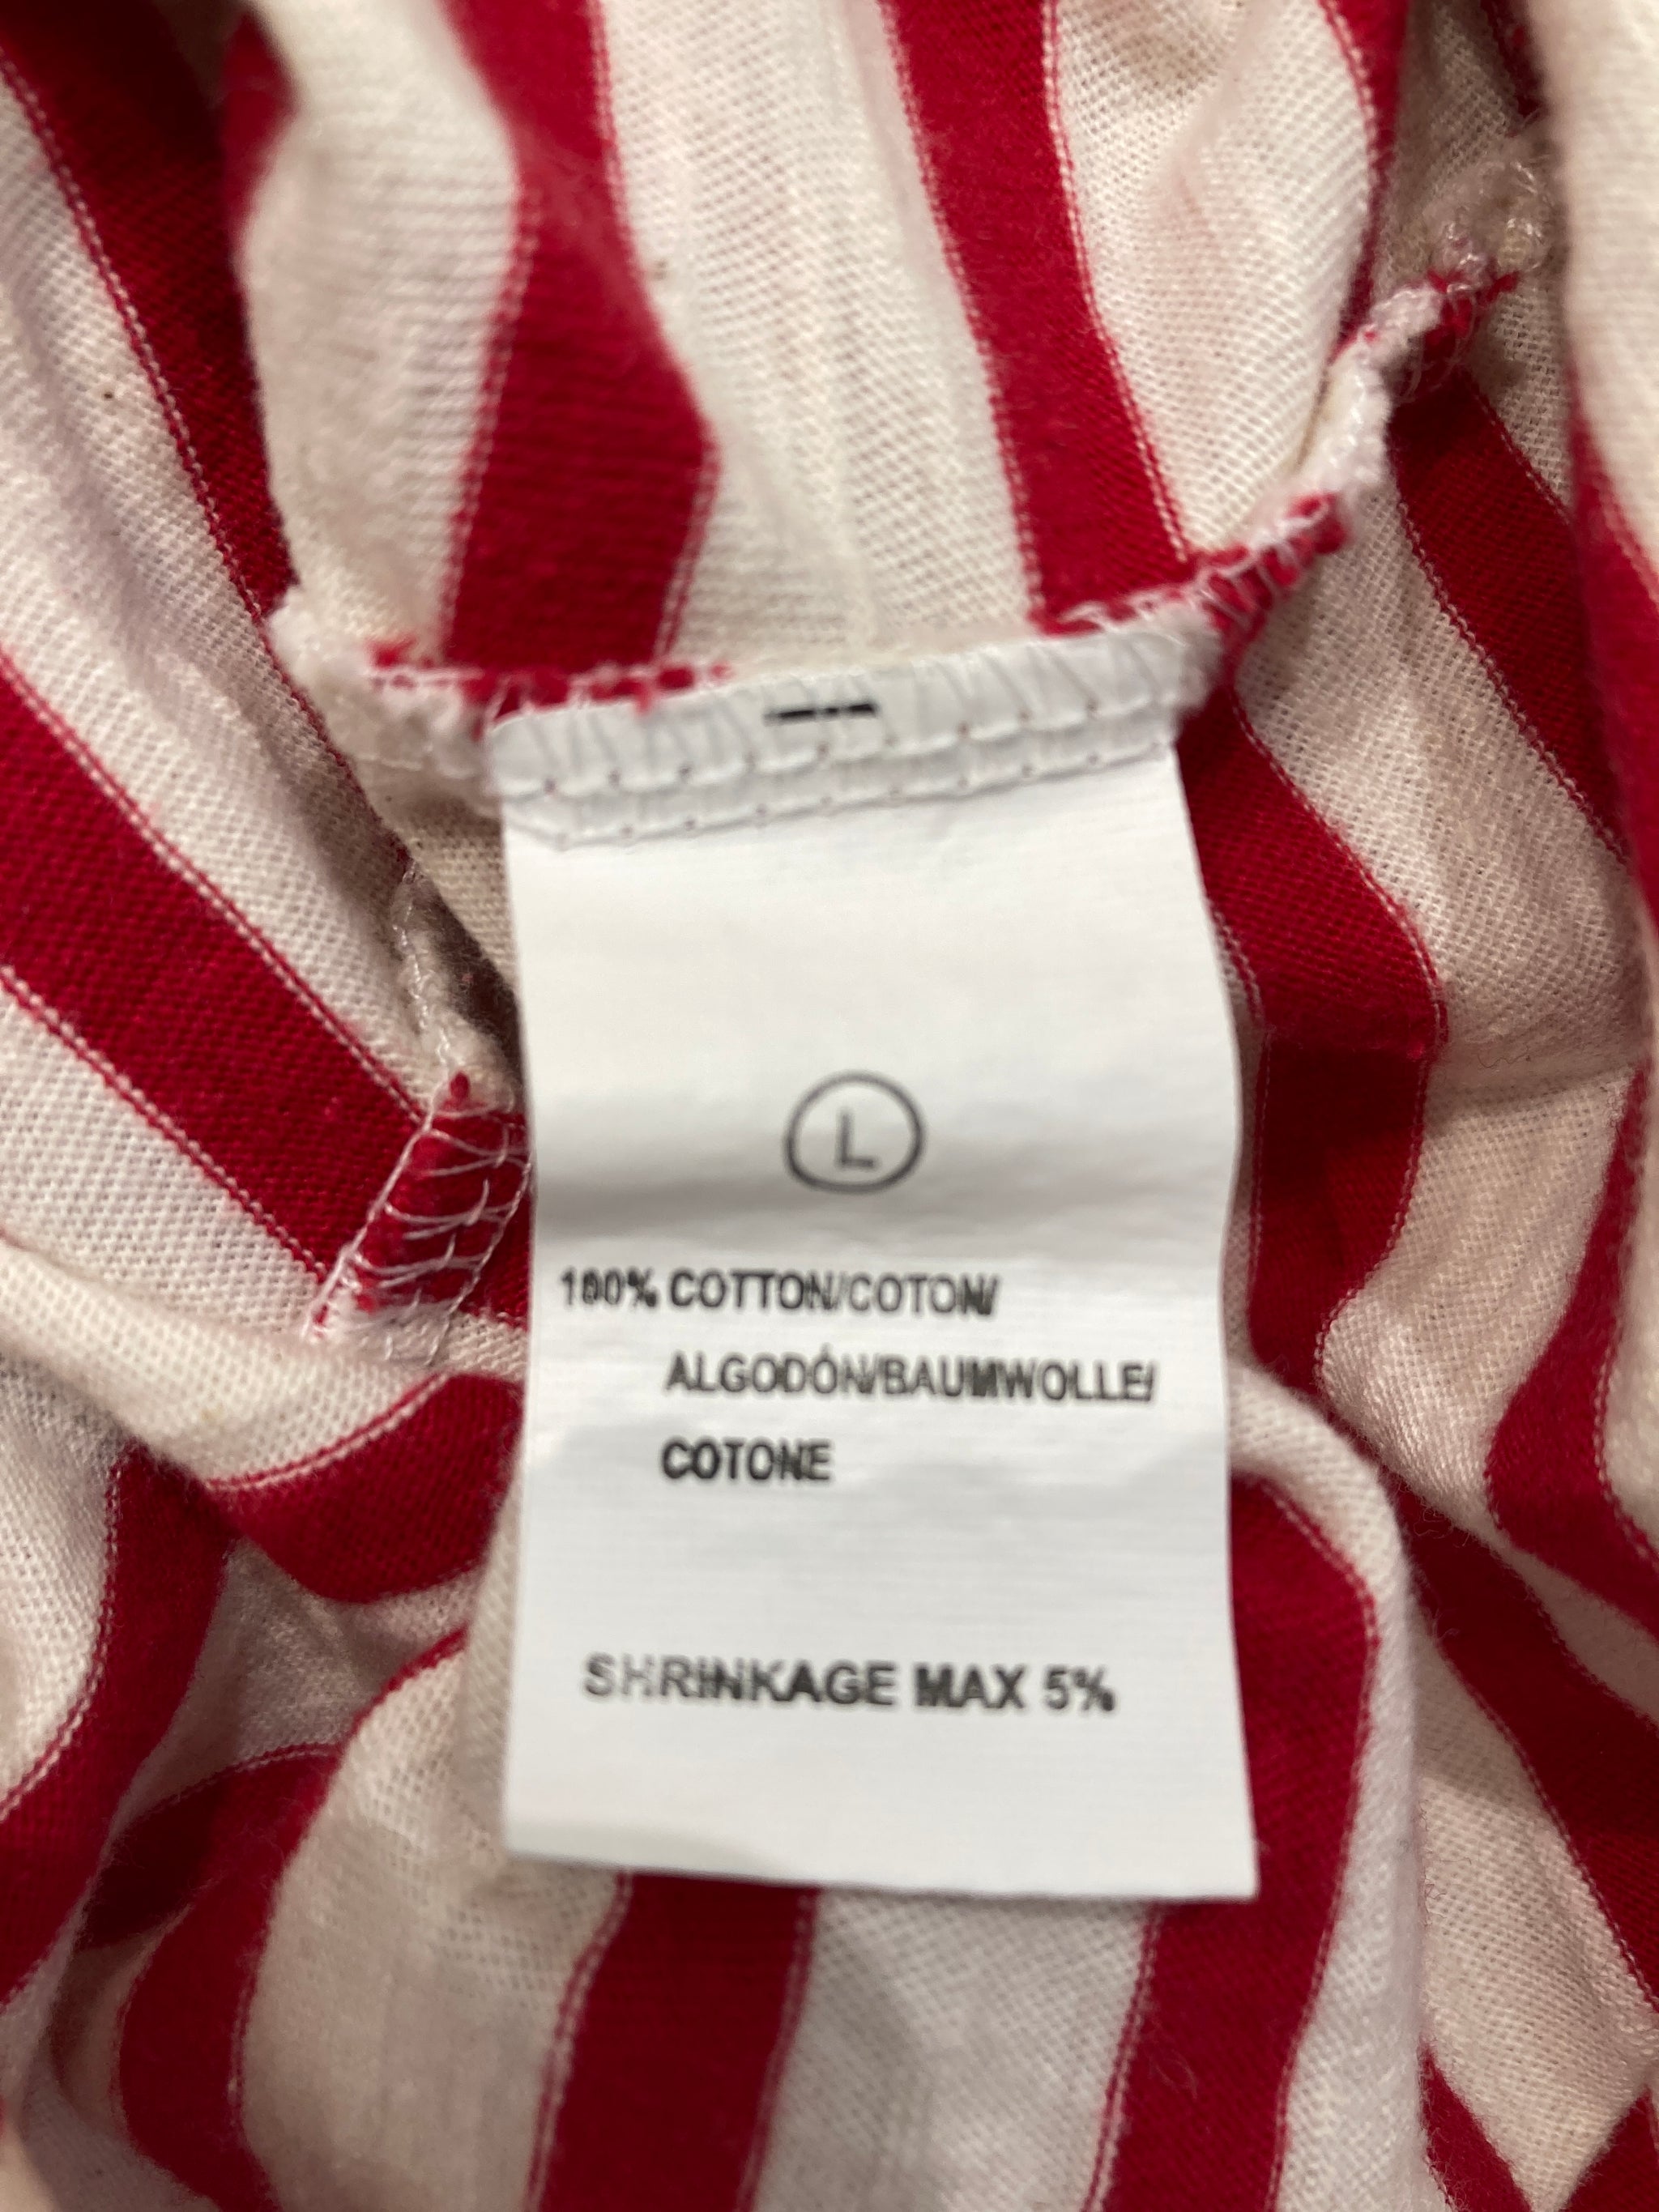 L
100% COTTON/COTON/
ALGODÓN/BAUMWOLLE/
COTONE
SHRINKAGE MAX 5%